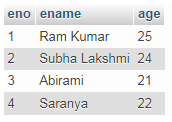 eno ename age
1 Ram Kumar 25
2 Subha Lakshmi 24
3 Abirami 21
4 Saranya 22